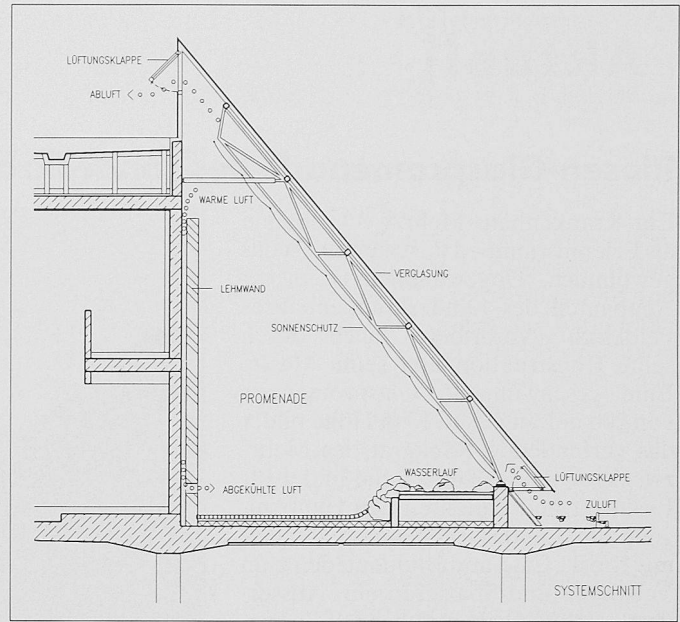 LÜFTUNGSKLAPPE
ABLUFT
WARME LUFT
VERGLASUNG
LEHMWAND
SONNENSCHUTZ
PROMENADE
WASSERLAUF
ABGEKÜHLTE LUFT
LÜFTUNGSKLAPPE
ZULUFT
SYSTEMSCHNITT